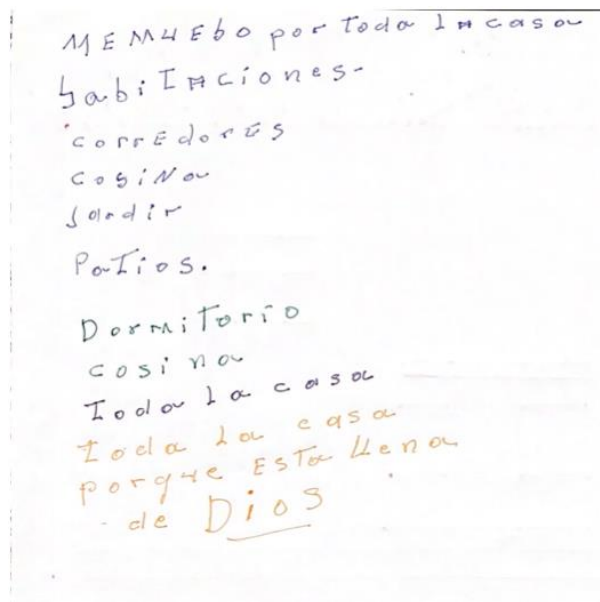 MEMUEbo por Toda la casa
habiTAciones-
corrEdorES
cosiNa
Jardir
PaTios.
DormiTorio
cosina
Toda la casa
toda La casa
porque ESTa LLena
de Dios